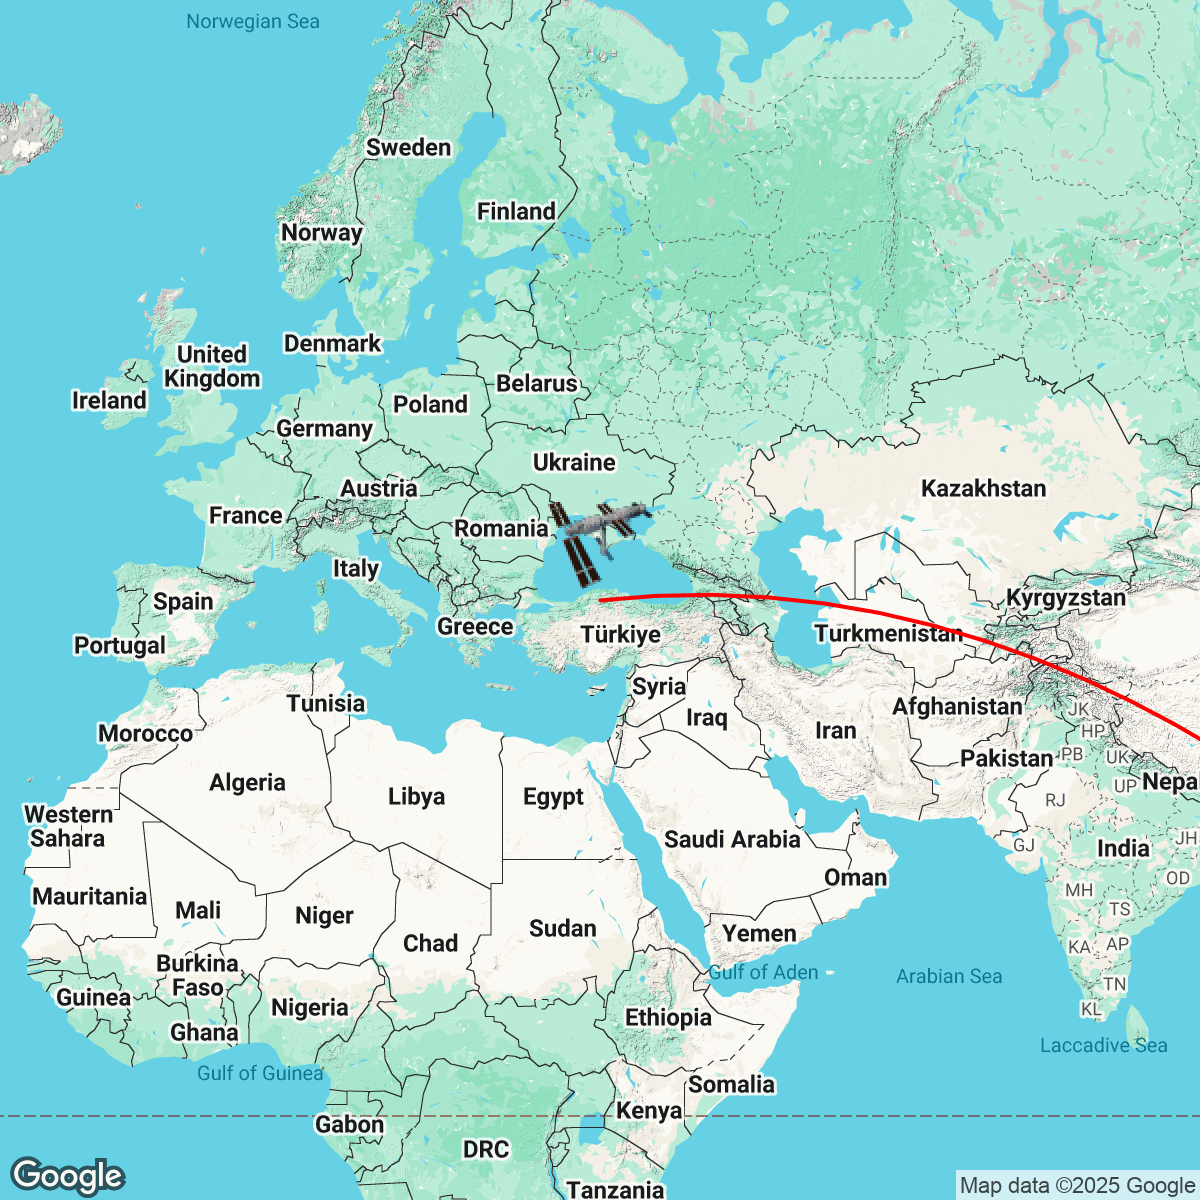 Norwegian Sea
Sweden
Finland
Norway
Denmark
United
Kingdom
Ireland
Belarus
Poland
Germany
Ukraine
Austria
Kazakhstan
France
Romania
Italy
Spain
Kyrgyzstan
Portugal
Greece
Türkiye
Turkmenistan
Syria
Tunisia
Afghanistan
JK
Iraq
Morocco
Iran
HP
Pakistan
PB
UK
Algeria
Libya
Egypt
UP
Nepal
RJ
Western
Sahara
Saudi Arabia
GJ
India
JH
Oman
OD
Mauritania
MH
Mali
Niger
TS
Sudan
Yemen
Chad
KA
AP
Burkina
Faso
Gulf of Aden
Arabian Sea
TN
Guinea
Nigeria
KL
Ethiopia
Ghana
Laccadive Sea
Gulf of Guinea
Somalia
Kenya
Gabon
DRC
Tanzania
Google
Map data ©2025 Google